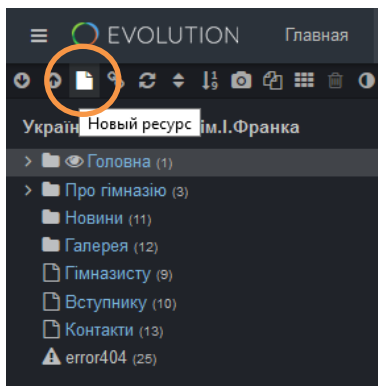 EVOLUTION Главная
Новый ресурс
Україн ім.І.Франка
Головна (1)
Про гімназію (3)
Новини (11)
Галерея (12)
Гімназисту (9)
Вступнику (10)
Контакти (13)
error404 (25)